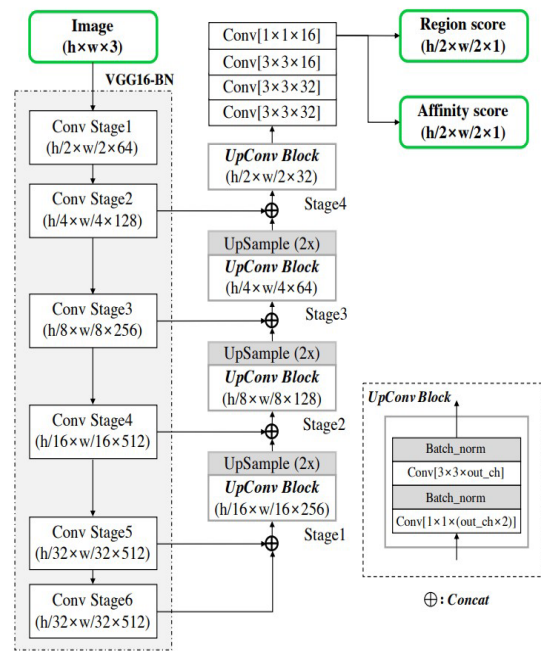 Image
(h×w×3)
VGG16-BN
Conv Stage1
(h/2×w/2×64)
Conv Stage2
(h/4×w/4×128)
Conv Stage3
(h/8×w/8×256)
Conv Stage4
(h/16×w/16×512)
Conv Stage5
(h/32×w/32×512)
Conv Stage6
(h/32×w/32×512)
Conv[1×1×16]
Conv[3×3×16]
Conv[3×3×32]
Conv[3×3×32]
UpConv Block
(h/2×w/2×32)
Stage4
UpSample (2x)
UpConv Block
(h/4×w/4×64)
Stage3
UpSample (2x)
UpConv Block
(h/8×w/8×128)
Stage2
UpSample (2x)
UpConv Block
(h/16×w/16×256)
Stage1
Region score
(h/2×w/2×1)
Affinity score
(h/2×w/2×1)
UpConv Block
Batch_norm
Conv[3×3×out_ch]
Batch_norm
Conv[1×1×(out_ch×2)]
⊕: Concat